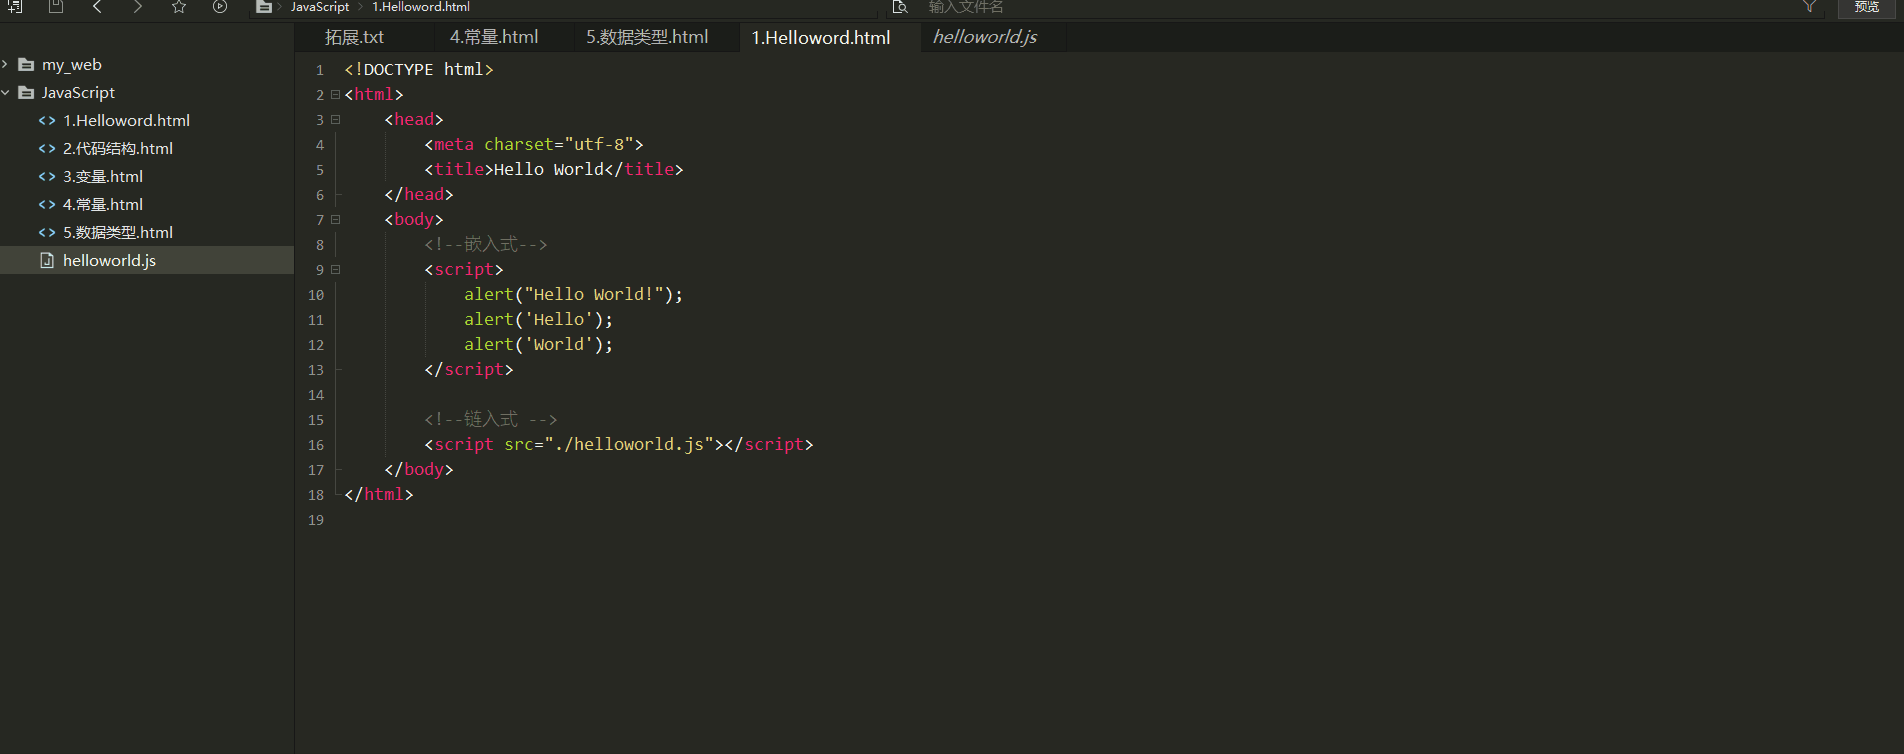 JavaScript 1.Helloword.html 输入文件名 预览
拓展.txt 4.常量.html 5.数据类型.html 1.Helloword.html helloworld.js
my_web
JavaScript
1.Helloword.html
2.代码结构.html
3.变量.html
4.常量.html
5.数据类型.html
helloworld.js
1 <!DOCTYPE html>
2 <html>
3 <head>
4 <meta charset="utf-8">
5 <title>Hello World</title>
6 </head>
7 <body>
8 <!--嵌入式-->
9 <script>
10 alert("Hello World!");
11 alert('Hello');
12 alert('World');
13 </script>
14
15 <!--链入式 -->
16 <script src="./helloworld.js"></script>
17 </body>
18 </html>
19